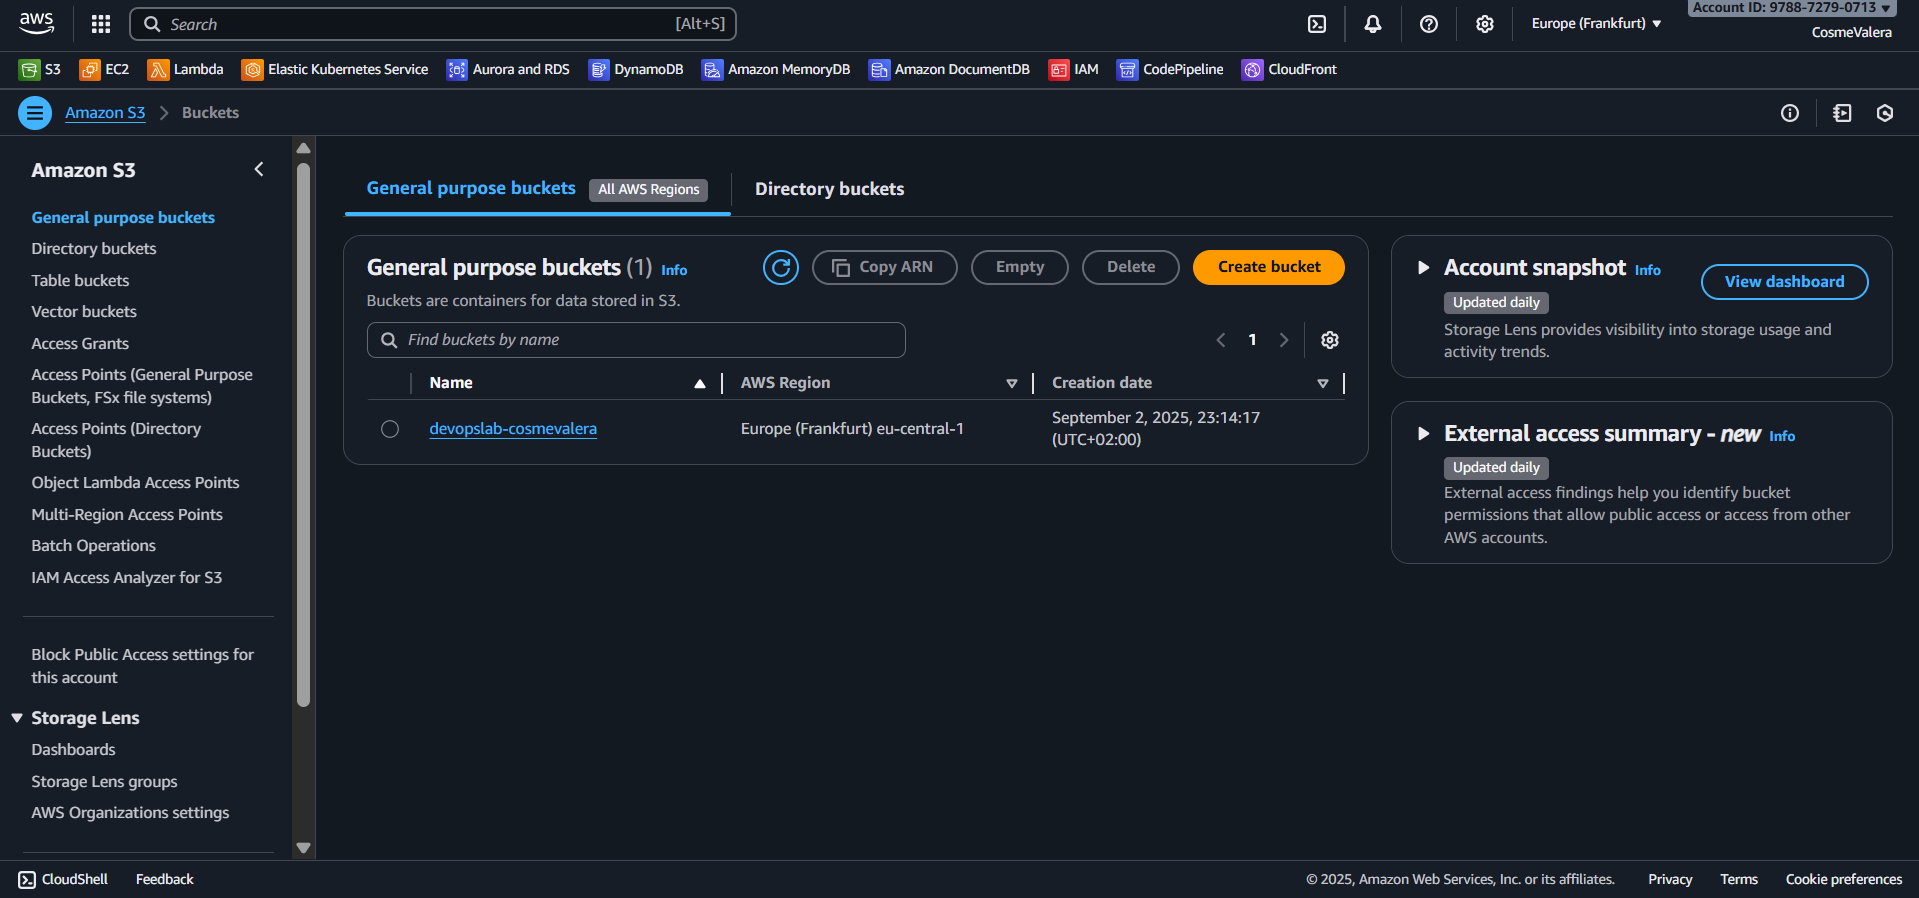 aws
Search [Alt+S]
Europe (Frankfurt)
Account ID: 9788-7279-0713
CosmeValera
S3 EC2 Lambda Elastic Kubernetes Service Aurora and RDS DynamoDB Amazon MemoryDB Amazon DocumentDB IAM CodePipeline CloudFront
Amazon S3 Buckets
Amazon S3
General purpose buckets
Directory buckets
Table buckets
Vector buckets
Access Grants
Access Points (General Purpose
Buckets, FSx file systems)
Access Points (Directory
Buckets)
Object Lambda Access Points
Multi-Region Access Points
Batch Operations
IAM Access Analyzer for S3
Block Public Access settings for
this account
Storage Lens
Dashboards
Storage Lens groups
AWS Organizations settings
General purpose buckets All AWS Regions Directory buckets
General purpose buckets (1) Info
Copy ARN Empty Delete Create bucket
Buckets are containers for data stored in S3.
Find buckets by name
1
Name AWS Region Creation date
devopslab-cosmevalera Europe (Frankfurt) eu-central-1 September 2, 2025, 23:14:17
(UTC+02:00)
Account snapshot Info
View dashboard
Updated daily
Storage Lens provides visibility into storage usage and
activity trends.
External access summary - new Info
Updated daily
External access findings help you identify bucket
permissions that allow public access or access from other
AWS accounts.
CloudShell Feedback
© 2025, Amazon Web Services, Inc. or its affiliates. Privacy Terms Cookie preferences